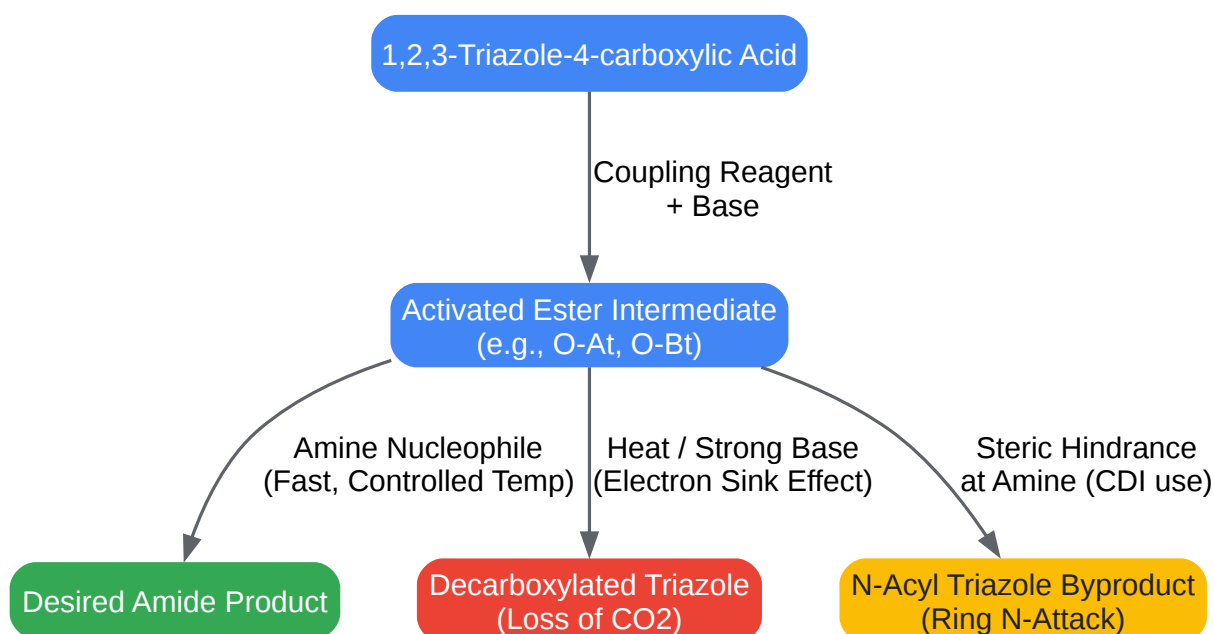 1,2,3-Triazole-4-carboxylic Acid
Coupling Reagent
+ Base
Activated Ester Intermediate
(e.g., O-At, O-Bt)
Amine Nucleophile
(Fast, Controlled Temp)
Heat / Strong Base
(Electron Sink Effect)
Steric Hindrance
at Amine (CDI use)
Desired Amide Product
Decarboxylated Triazole
(Loss of CO2)
N-Acyl Triazole Byproduct
(Ring N-Attack)